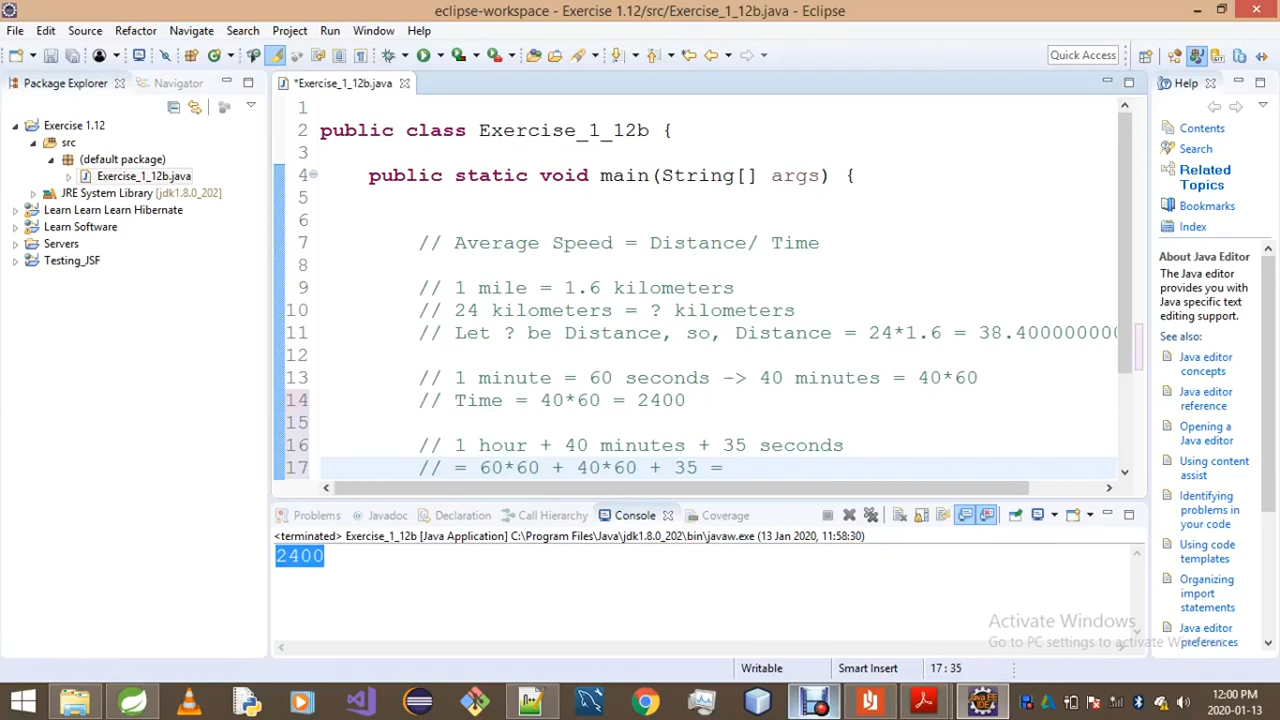 eclipse-workspace - Exercise 1.12/src/Exercise_1_12b.java - Eclipse
File Edit Source Refactor Navigate Search Project Run Window Help
Quick Access
Package Explorer
Navigator
Exercise 1.12
src
(default package)
Exercise_1_12b.java
JRE System Library [jdk1.8.0_202]
Learn Learn Learn Hibernate
Learn Software
Servers
Testing_JSF
*Exercise_1_12b.java
1
2 public class Exercise_1_12b {
3
4 public static void main(String[] args) {
5
6
7 // Average Speed = Distance/ Time
8
9 // 1 mile = 1.6 kilometers
10 // 24 kilometers = ? kilometers
11 // Let ? be Distance, so, Distance = 24*1.6 = 38.400000000
12
13 // 1 minute = 60 seconds -> 40 minutes = 40*60
14 // Time = 40*60 = 2400
15
16 // 1 hour + 40 minutes + 35 seconds
17 // = 60*60 + 40*60 + 35 =
Problems Javadoc Declaration Call Hierarchy Console Coverage
<terminated> Exercise_1_12b [Java Application] C:\Program Files\Java\jdk1.8.0_202\bin\javaw.exe (13 Jan 2020, 11:58:30)
2400
Help
Contents
Search
Related
Topics
Bookmarks
Index
About Java Editor
The Java editor
provides you with
Java specific text
editing support.
See also:
Java editor
concepts
Java editor
reference
Opening a
Java editor
Using content
assist
Identifying
problems in
your code
Using code
templates
Organizing
import
statements
Java editor
preferences
Activate Windows
Go to PC settings to activate Windows.
Writable
Smart Insert
17 : 35
12:00 PM
2020-01-13